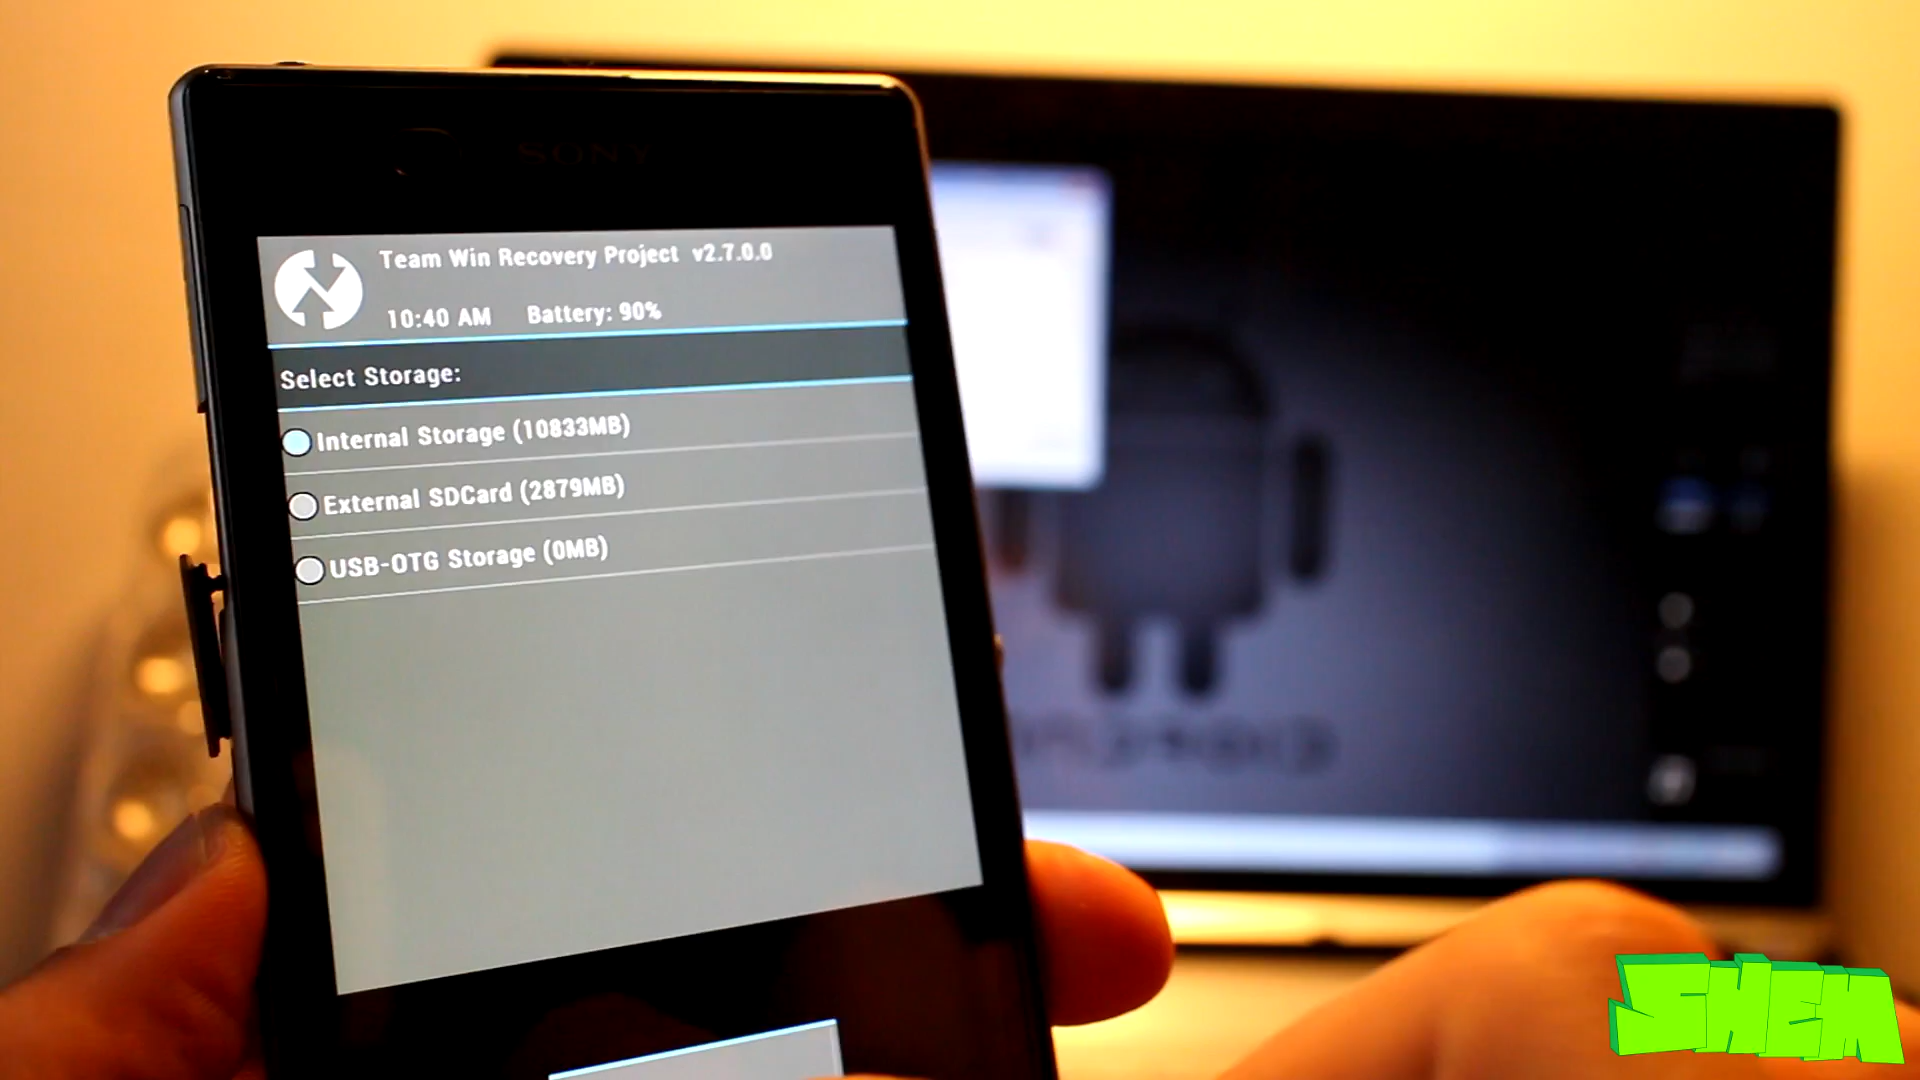 SONY
Team Win Recovery Project v2.7.0.0
10:40 AM Battery: 90%
Select Storage:
Internal Storage (10833MB)
External SDCard (2879MB)
USB-OTG Storage (0MB)